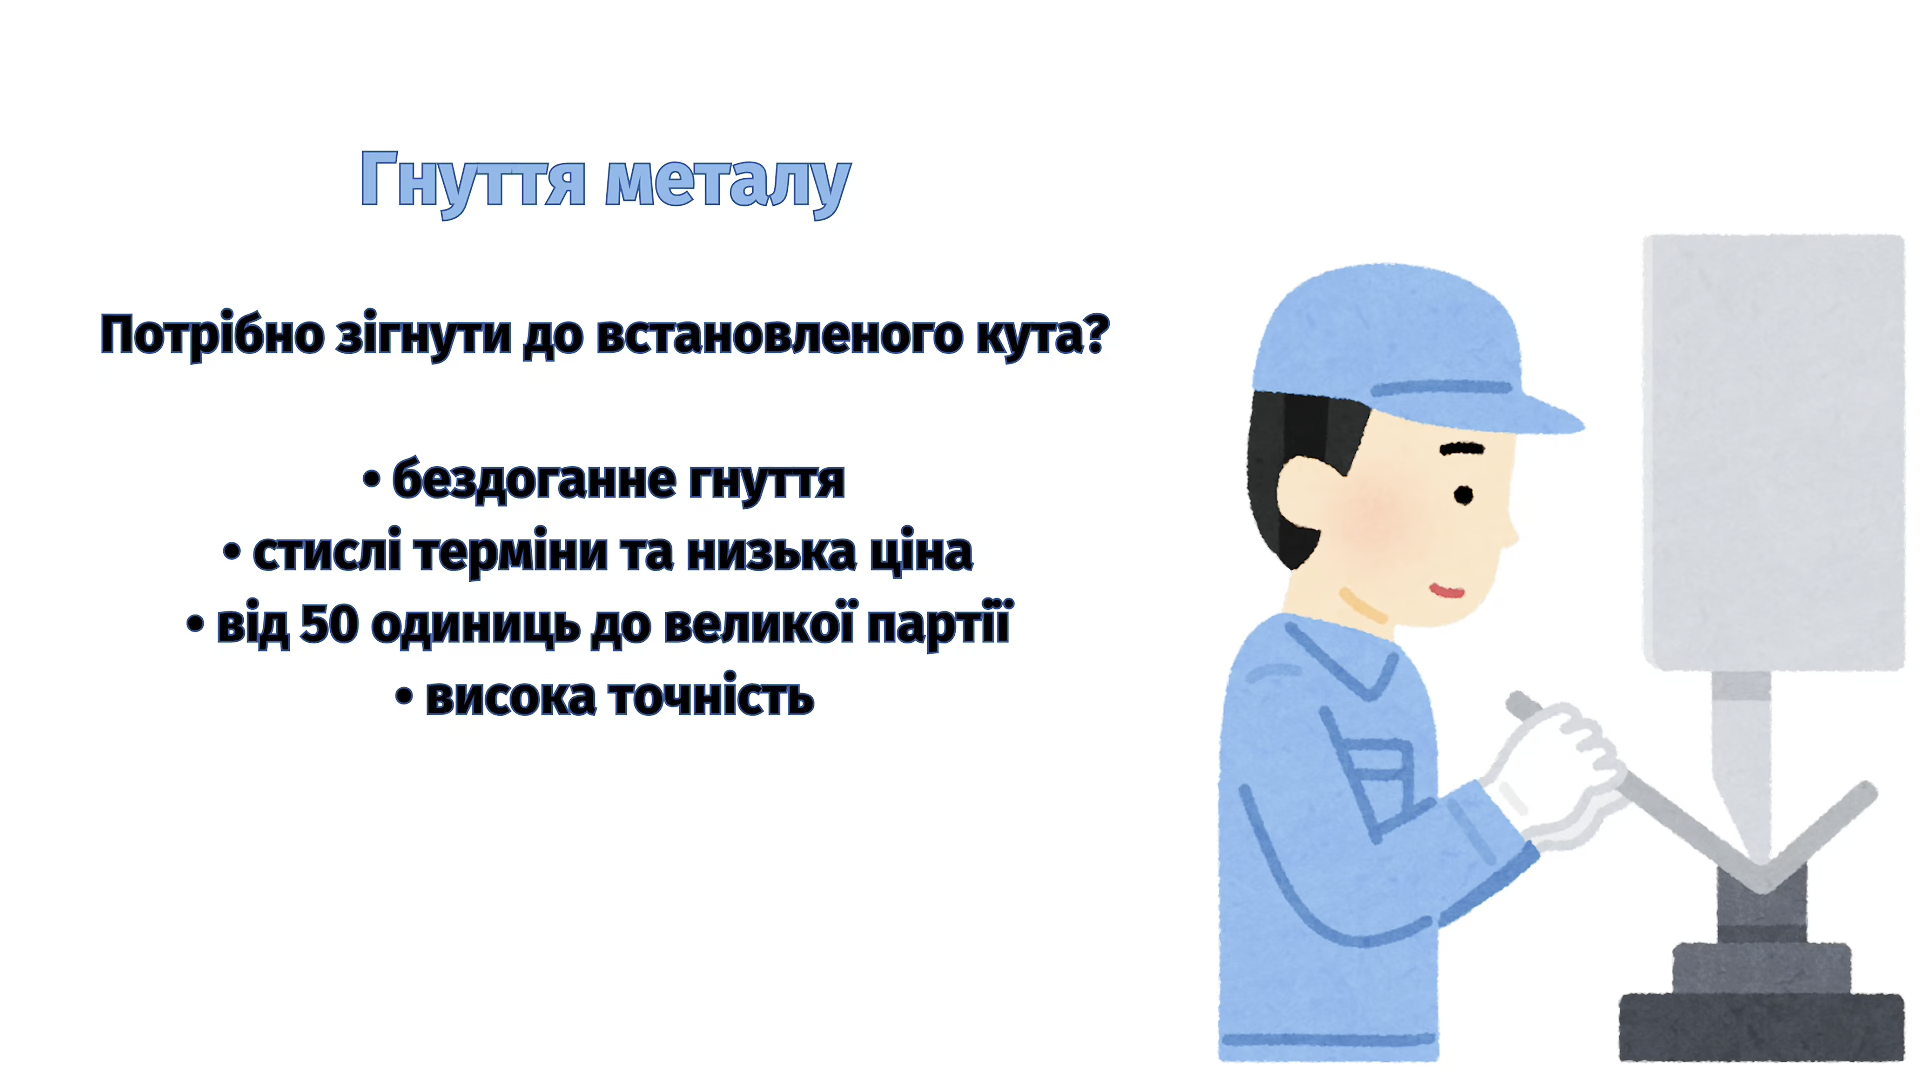 Гнуття металу
Потрібно зігнути до встановленого кута?
• бездоганне гнуття
• стислі терміни та низька ціна
• від 50 одиниць до великої партії
• висока точність